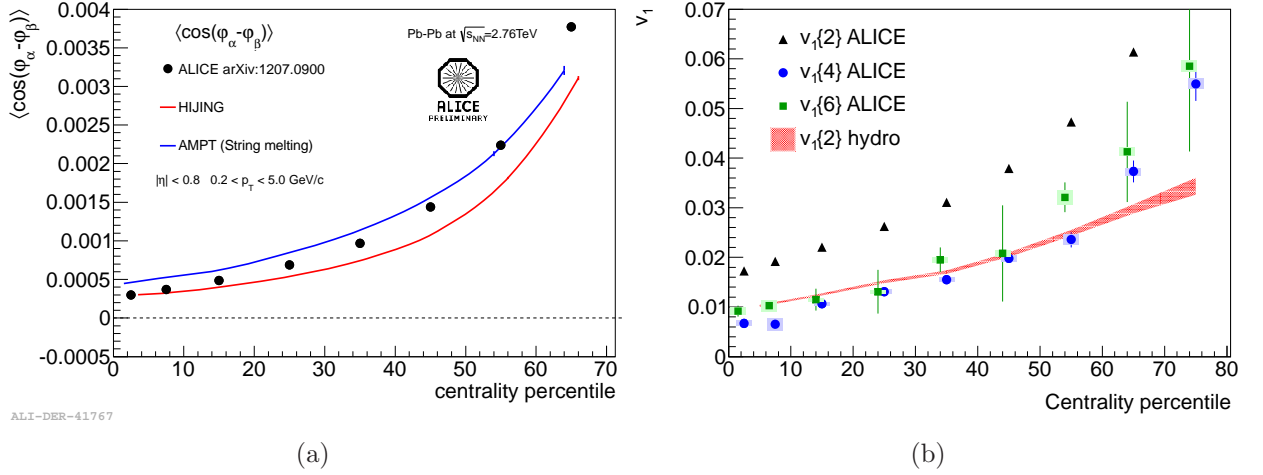 ⟨cos(φα-φβ)⟩
0.004
0.0035
0.003
0.0025
0.002
0.0015
0.001
0.0005
0
-0.0005
⟨cos(φα-φβ)⟩
ALICE arXiv:1207.0900
HIJING
AMPT (String melting)
|η| < 0.8 0.2 < pT < 5.0 GeV/c
Pb-Pb at √sNN=2.76TeV
ALICE
PRELIMINARY
0 10 20 30 40 50 60 70
centrality percentile
ALI-DER-41767
(a)
v1
0.07
0.06
0.05
0.04
0.03
0.02
0.01
0
v1{2} ALICE
v1{4} ALICE
v1{6} ALICE
v1{2} hydro
0 10 20 30 40 50 60 70 80
Centrality percentile
(b)